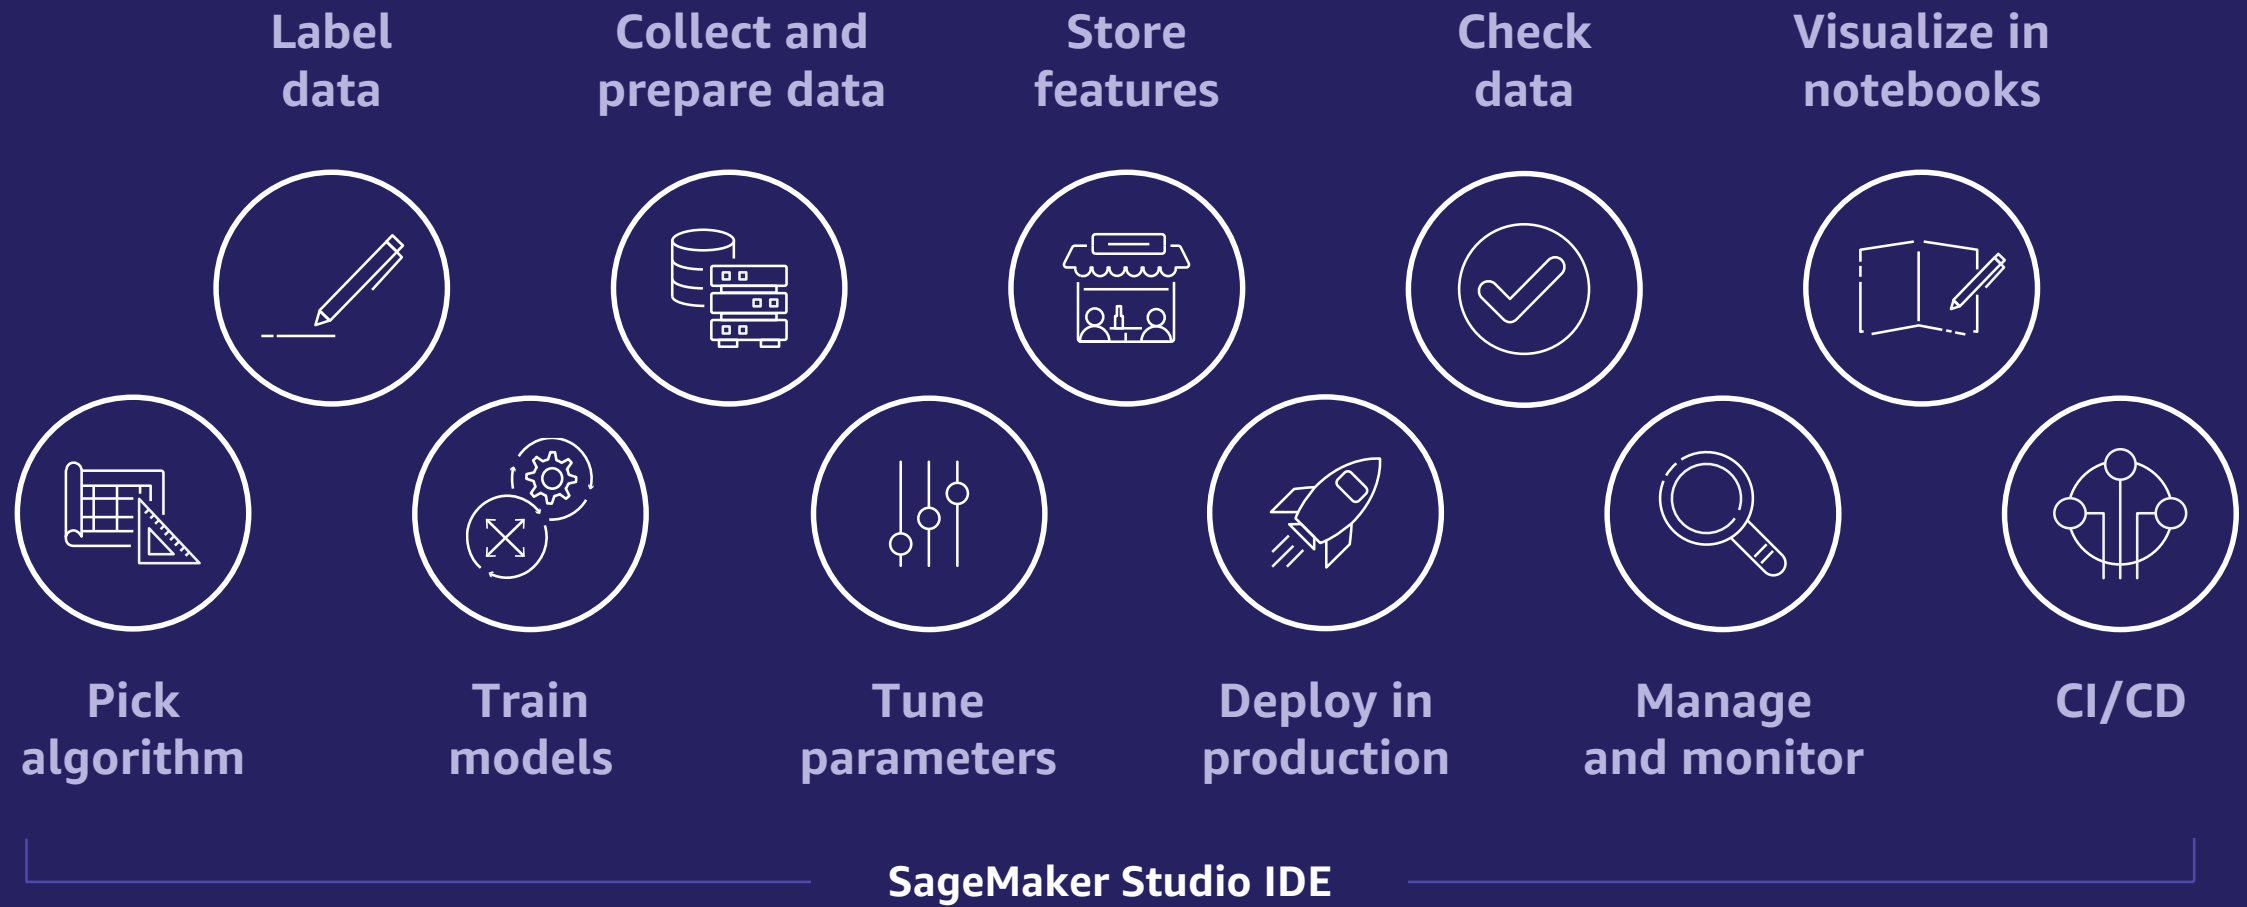 Label
data
Collect and
prepare data
Store
features
Check
data
Visualize in
notebooks
Pick
algorithm
Train
models
Tune
parameters
Deploy in
production
Manage
and monitor
CI/CD
SageMaker Studio IDE